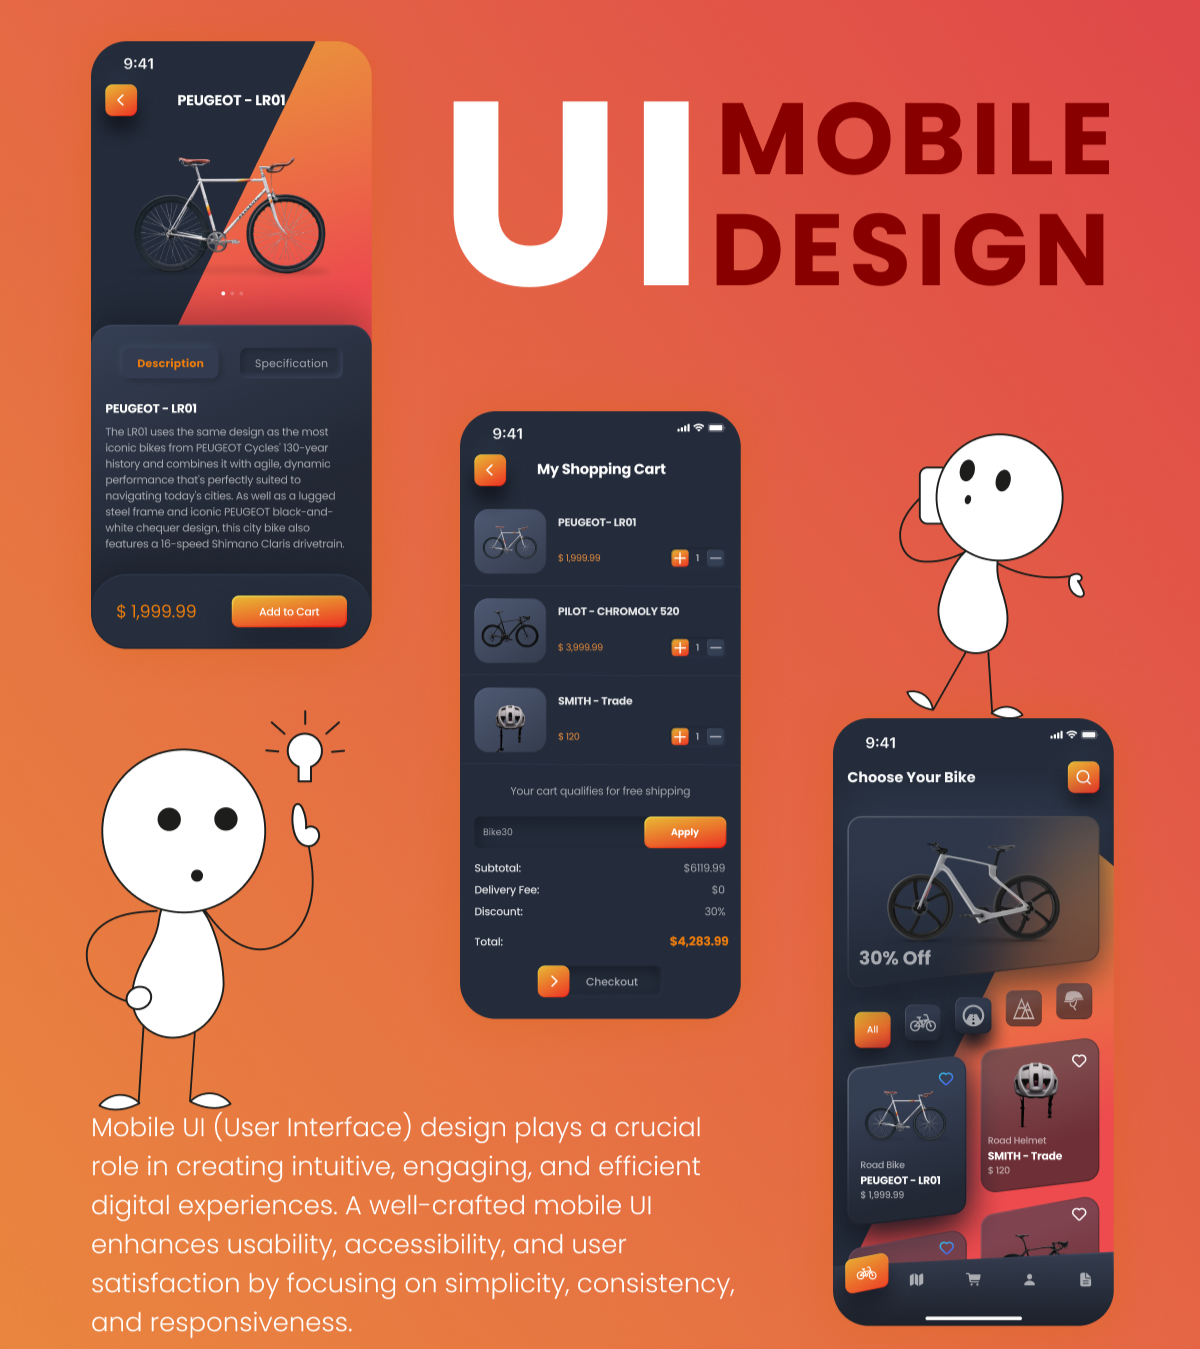 UI MOBILE
DESIGN
9:41
PEUGEOT - LR01
Description Specification
PEUGEOT - LR01
The LR01 uses the same design as the most
iconic bikes from PEUGEOT Cycles' 130-year
history and combines it with agile, dynamic
performance that's perfectly suited to
navigating today's cities. As well as a lugged
steel frame and iconic PEUGEOT black-and-
white chequer design, this city bike also
features a 16-speed Shimano Claris drivetrain.
$ 1,999.99 Add to Cart
9:41
My Shopping Cart
PEUGEOT- LR01
$ 1,999.99 1
PILOT - CHROMOLY 520
$ 3,999.99 1
SMITH - Trade
$ 120 1
Your cart qualifies for free shipping
Bike30 Apply
Subtotal: $6119.99
Delivery Fee: $0
Discount: 30%
Total: $4,283.99
Checkout
9:41
Choose Your Bike
30% Off
All
Road Bike
PEUGEOT - LR01
$ 1,999.99
Road Helmet
SMITH - Trade
$ 120
Mobile UI (User Interface) design plays a crucial
role in creating intuitive, engaging, and efficient
digital experiences. A well-crafted mobile UI
enhances usability, accessibility, and user
satisfaction by focusing on simplicity, consistency,
and responsiveness.